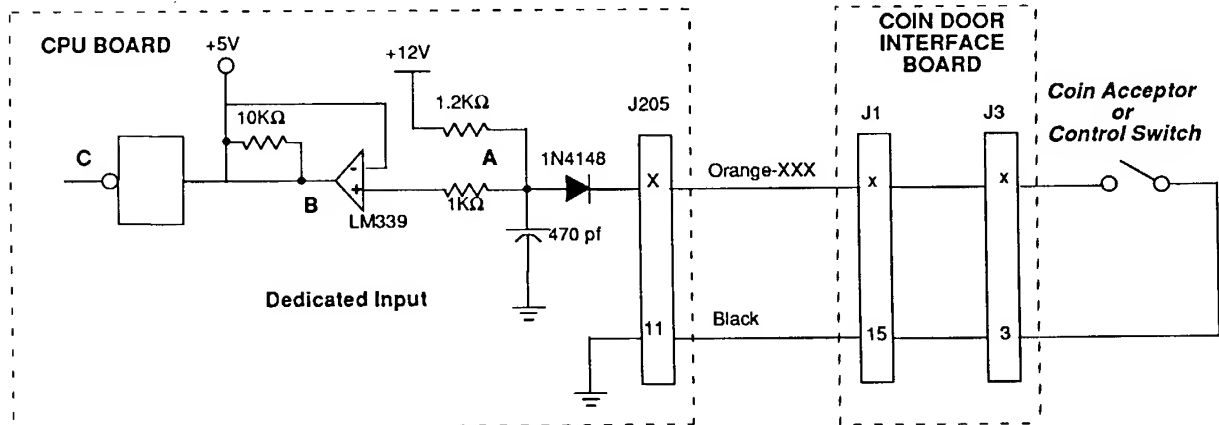 CPU BOARD
+5V
+12V
10KΩ
1.2KΩ
C
A
B
-
+
LM339
1KΩ
1N4148
470 pf
Dedicated Input
J205
X
11
Orange-XXX
Black
COIN DOOR
INTERFACE
BOARD
J1
J3
x
x
15
3
Coin Acceptor
or
Control Switch